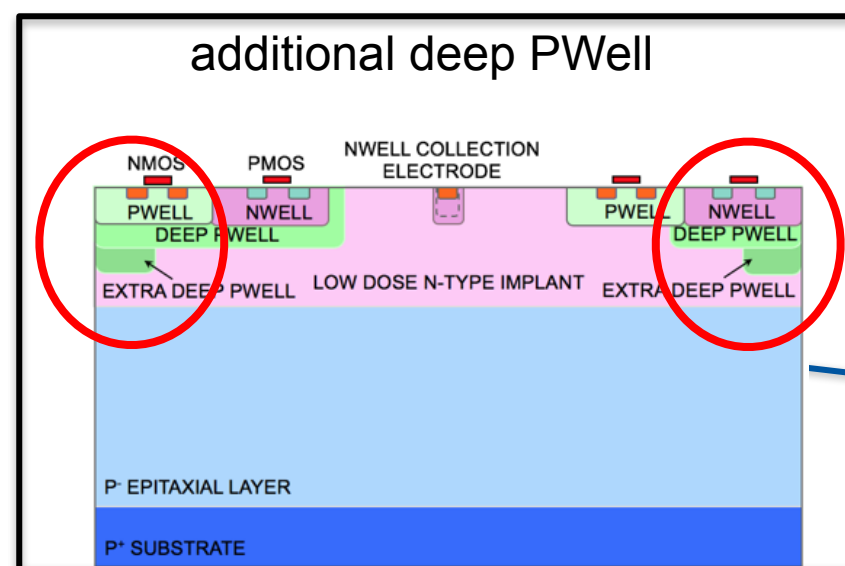 additional deep PWell
NWELL COLLECTION
ELECTRODE
NMOS
PMOS
PWELL
NWELL
PWELL
NWELL
DEEP PWELL
DEEP PWELL
EXTRA DEEP PWELL
LOW DOSE N-TYPE IMPLANT
EXTRA DEEP PWELL
P⁻ EPITAXIAL LAYER
P⁺ SUBSTRATE